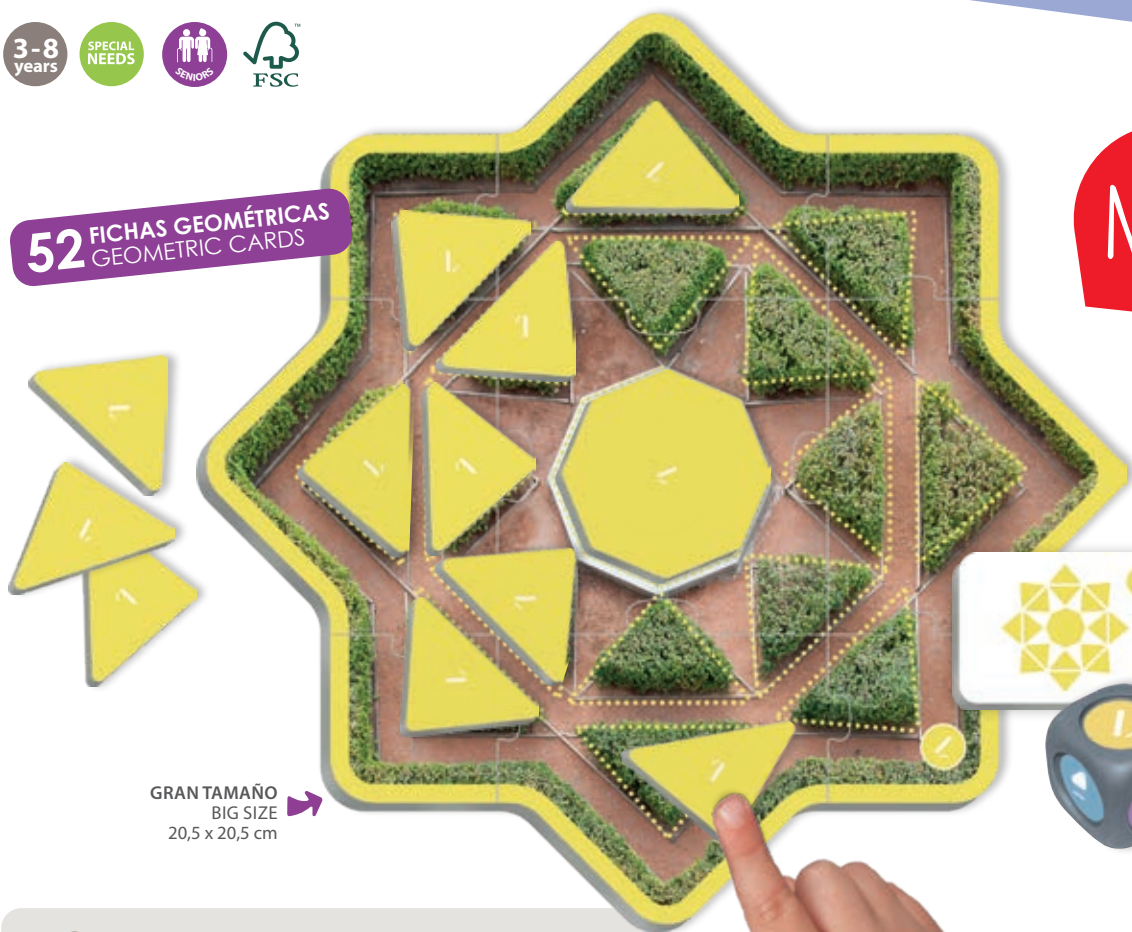 3-8
years
SPECIAL
NEEDS
SENIORS
FSC
™
52 FICHAS GEOMÉTRICAS
GEOMETRIC CARDS
GRAN TAMAÑO
BIG SIZE
20,5 x 20,5 cm